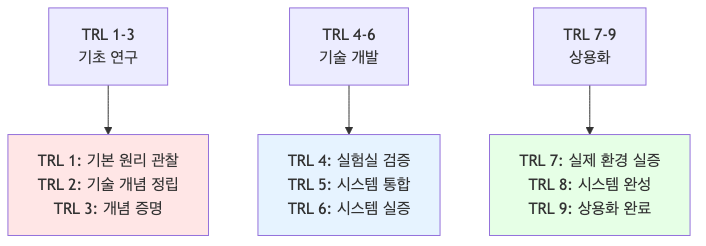 TRL 1-3
기초 연구
TRL 4-6
기술 개발
TRL 7-9
상용화
TRL 1: 기본 원리 관찰
TRL 2: 기술 개념 정립
TRL 3: 개념 증명
TRL 4: 실험실 검증
TRL 5: 시스템 통합
TRL 6: 시스템 실증
TRL 7: 실제 환경 실증
TRL 8: 시스템 완성
TRL 9: 상용화 완료